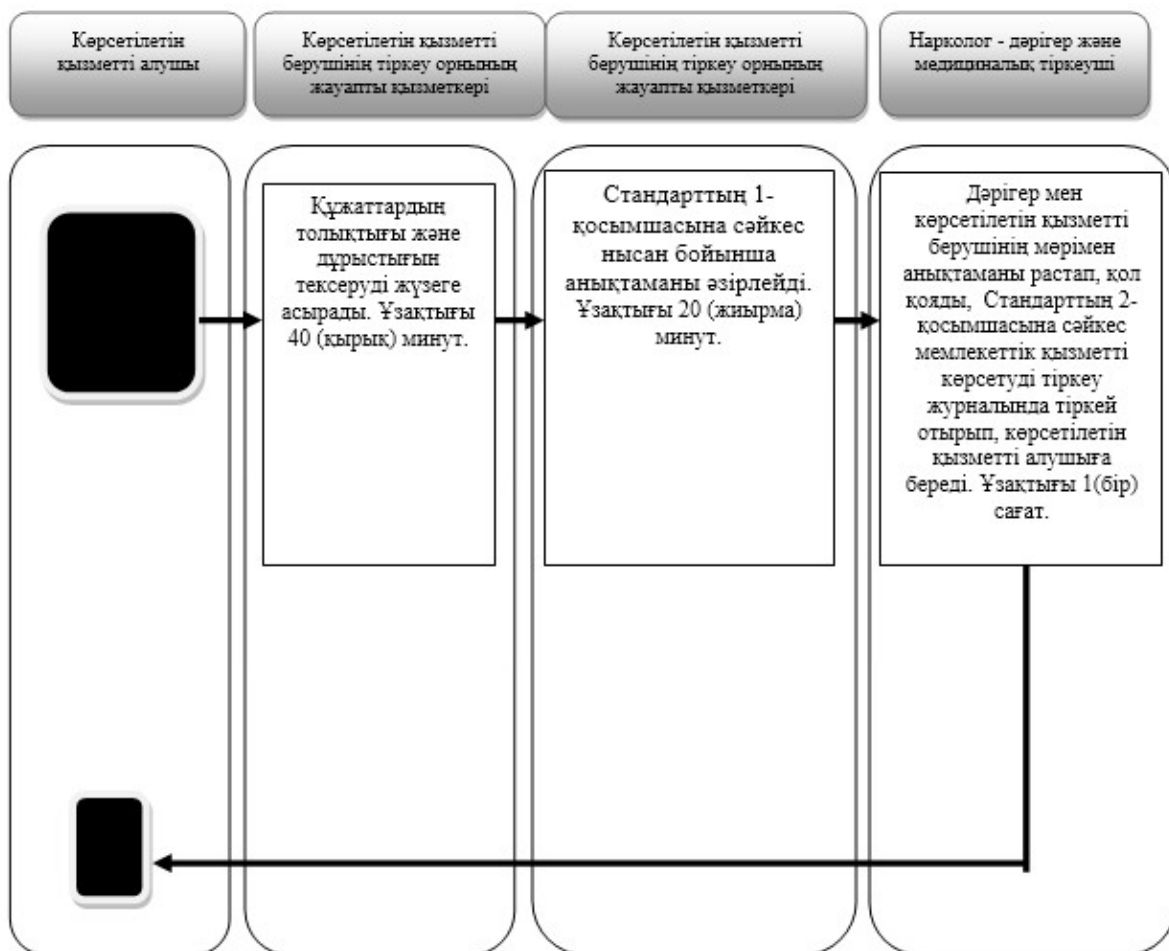 Көрсетілетін
қызметті алушы
Көрсетілетін қызметті
берушінің тіркеу орнының
жауапты қызметкері
Көрсетілетін қызметті
берушінің тіркеу орнының
жауапты қызметкері
Нарколог - дәрігер және
медициналық тіркеуші
Құжаттардың
толықтығы және
дұрыстығын
тексеруді жүзеге
асырады. Ұзақтығы
40 (қырық) минут.
Стандарттың 1-
қосымшасына сәйкес
нысан бойынша
анықтаманы әзірлейді.
Ұзақтығы 20 (жиырма)
минут.
Дәрігер мен
көрсетілетін қызметті
берушінің мөрімен
анықтаманы растап, қол
қояды, Стандарттың 2-
қосымшасына сәйкес
мемлекеттік қызметті
көрсетуді тіркеу
журналында тіркей
отырып, көрсетілетін
қызметті алушыға
береді. Ұзақтығы 1(бір)
сағат.